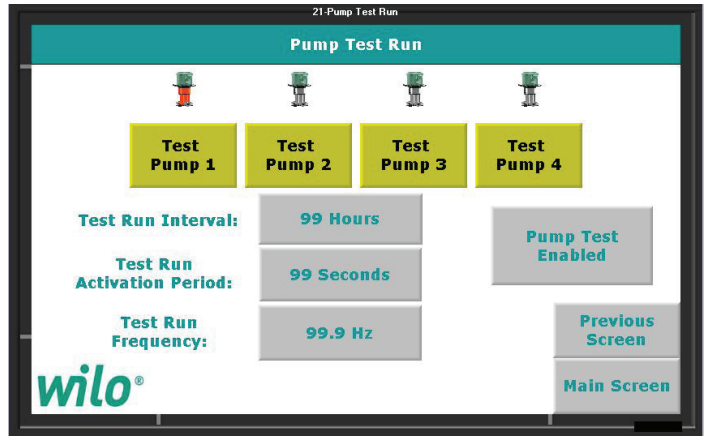 21-Pump Test Run
Pump Test Run
Test
Pump 1
Test
Pump 2
Test
Pump 3
Test
Pump 4
Test Run Interval:
99 Hours
Pump Test
Enabled
Test Run
Activation Period:
99 Seconds
Test Run
Frequency:
99.9 Hz
Previous
Screen
Main Screen
wilo®